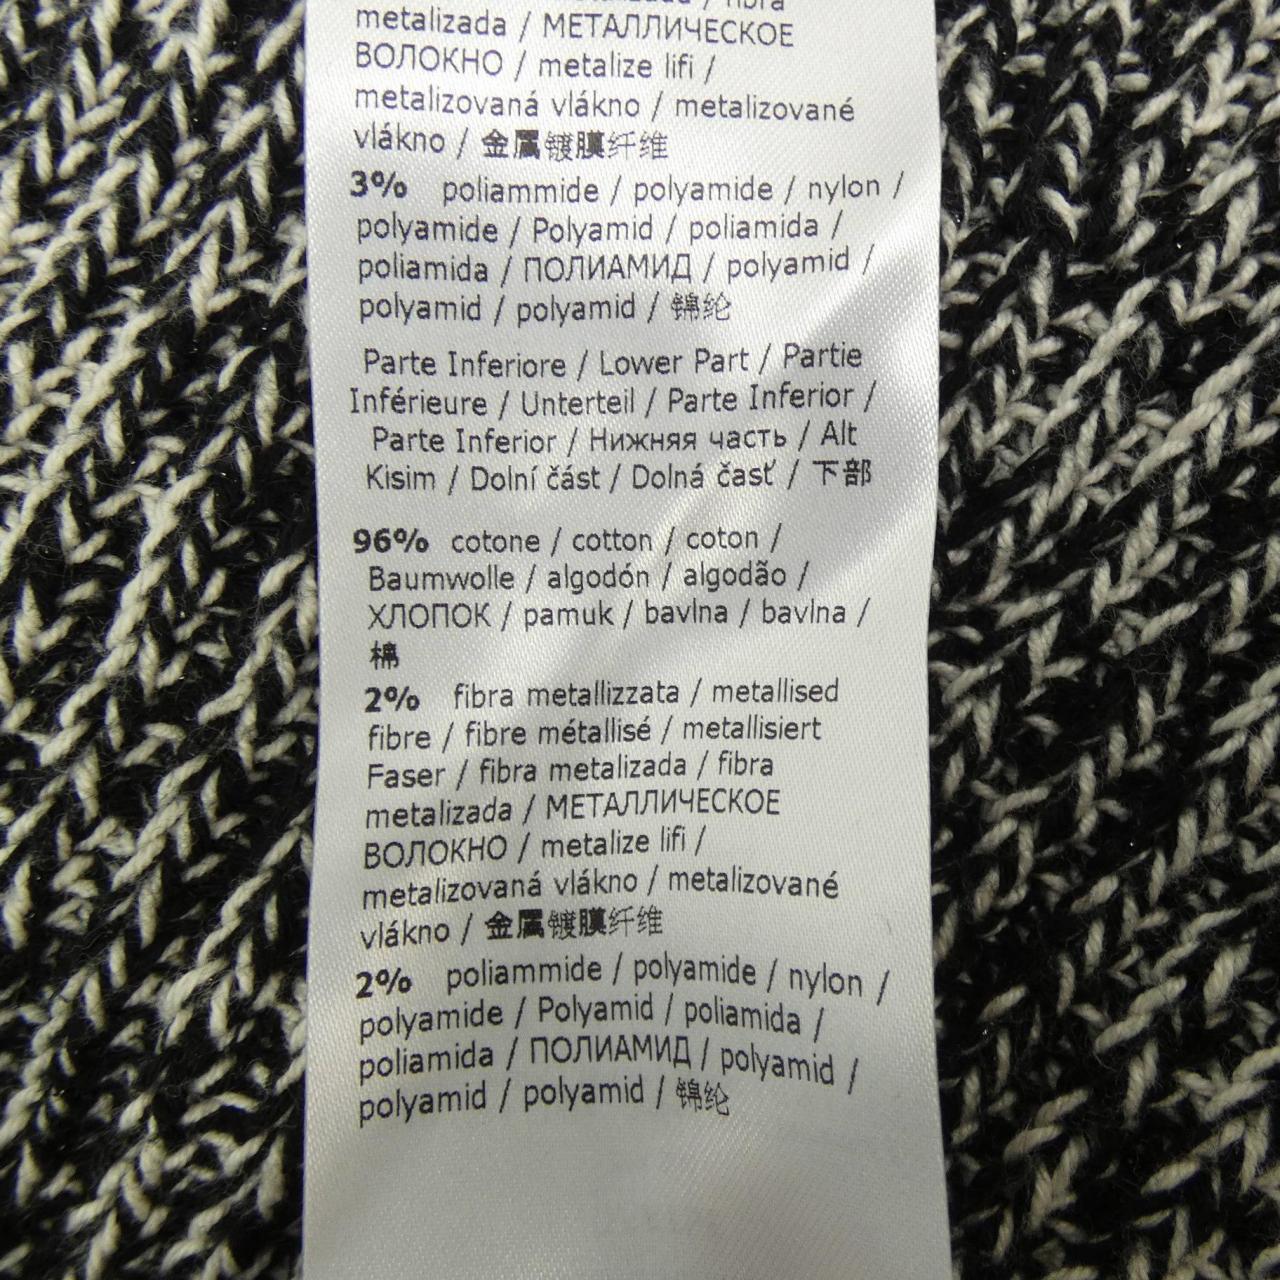 fibra
metalizada / МЕТАЛЛИЧЕСКОЕ
ВОЛОКНО / metalize lifi /
metalizovaná vlákno / metalizované
vlákno / 金属镀膜纤维
3% poliammide / polyamide / nylon /
polyamide / Polyamid / poliamida /
poliamida / ПОЛИАМИД / polyamid /
polyamid / polyamid / 锦纶
Parte Inferiore / Lower Part / Partie
Inférieure / Unterteil / Parte Inferior /
Parte Inferior / Нижняя часть / Alt
Kisim / Dolní část / Dolná časť / 下部
96% cotone / cotton / coton /
Baumwolle / algodón / algodão /
ХЛОПОК / pamuk / bavlna / bavlna /
棉
2% fibra metallizzata / metallised
fibre / fibre métallisé / metallisiert
Faser / fibra metalizada / fibra
metalizada / МЕТАЛЛИЧЕСКОЕ
ВОЛОКНО / metalize lifi /
metalizovaná vlákno / metalizované
vlákno / 金属镀膜纤维
2% poliammide / polyamide / nylon /
polyamide / Polyamid / poliamida /
poliamida / ПОЛИАМИД / polyamid /
polyamid / polyamid / 锦纶